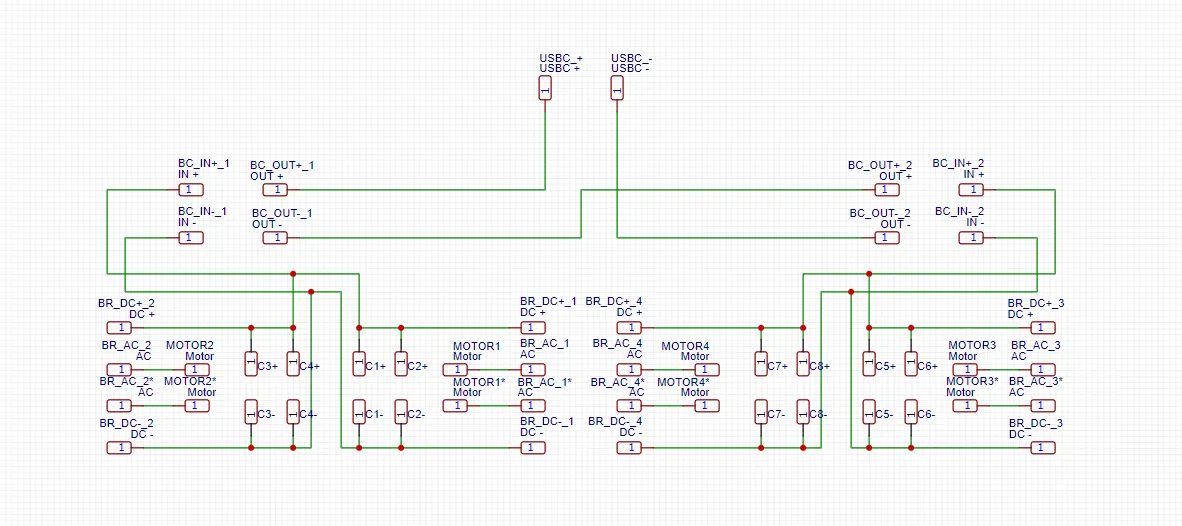 USBC_+ USBC_-
USBC + USBC -
1 1
BC_IN+_1 BC_OUT+_1 BC_OUT+_2 BC_IN+_2
IN + OUT + OUT + IN +
1 1 1 1
BC_IN-_1 BC_OUT-_1 BC_OUT-_2 BC_IN-_2
IN - OUT - OUT - IN -
1 1 1 1
BR_DC+_2 BR_DC+_1 BR_DC+_4 BR_DC+_3
DC + DC + DC + DC +
1 1 1 1
BR_AC_2 MOTOR2 MOTOR1 BR_AC_1 BR_AC_4 MOTOR4 MOTOR3 BR_AC_3
AC Motor Motor AC AC Motor Motor AC
1 C3+ 1 C4+ 1 C1+ 1 C2+ 1 C7+ 1 C8+ 1 C5+ 1 C6+
1 1 1 1 1 1 1 1
BR_AC_2* MOTOR2* MOTOR1* BR_AC_1* BR_AC_4* MOTOR4* MOTOR3* BR_AC_3*
AC Motor Motor AC AC Motor Motor AC
1 1 1 1 1 1 1 1
1 C3- 1 C4- 1 C1- 1 C2- 1 C7- 1 C8- 1 C5- 1 C6-
BR_DC-_2 BR_DC-_1 BR_DC-_4 BR_DC-_3
DC - DC - DC - DC -
1 1 1 1